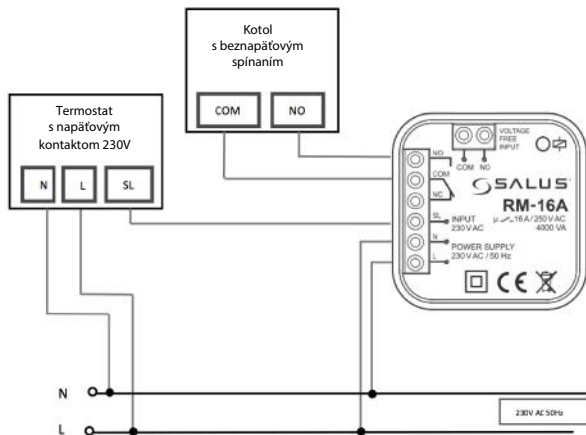 Kotol
s beznapäťovým
spínaním
COM
NO
Termostat
s napäťovým
kontaktom 230V
N
L
SL
VOLTAGE
FREE
INPUT
COM NO
NO
COM
NC
SL
INPUT
230 V AC
N
POWER SUPPLY
230 V AC / 50 Hz
L
SALUS
RM-16A
μ 16A / 250 V AC
4000 VA
CE
N
L
230V AC 50Hz